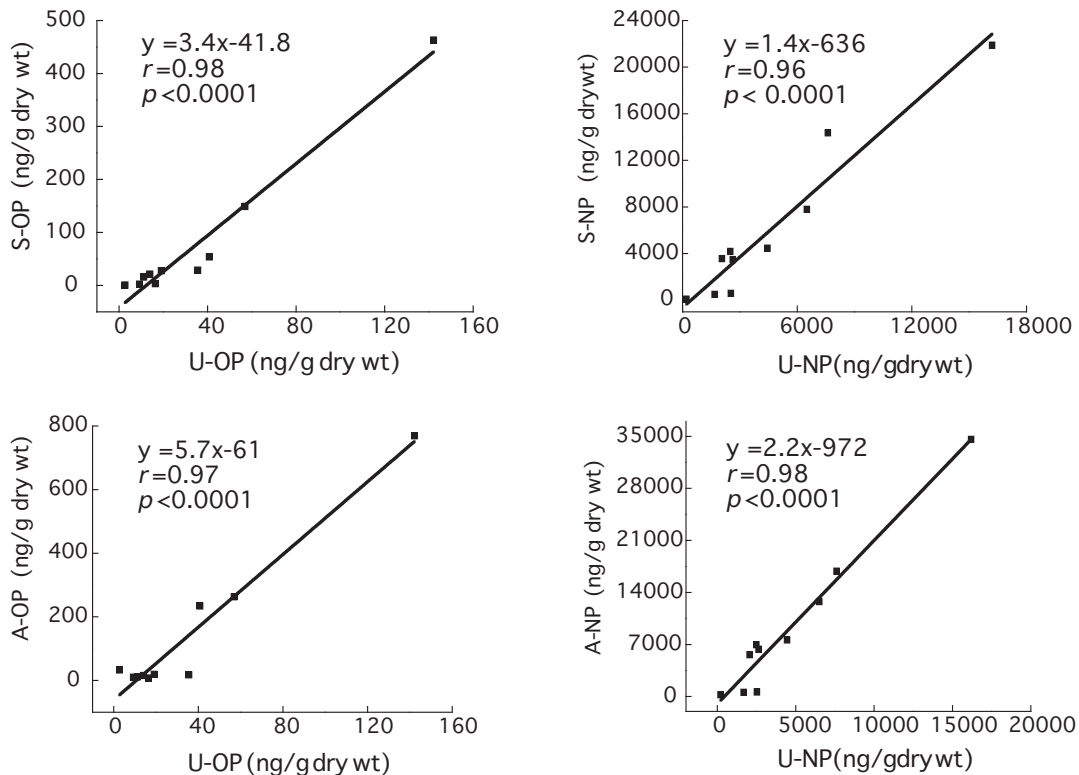 500
400
300
200
100
0
S-OP (ng/g dry wt)
y =3.4x-41.8
r=0.98
p<0.0001
0 40 80 120 160
U-OP (ng/g dry wt)
24000
20000
16000
12000
8000
4000
0
S-NP (ng/g drywt)
y =1.4x-636
r=0.96
p< 0.0001
0 6000 12000 18000
U-NP(ng/gdrywt)
800
600
400
200
0
A-OP (ng/g dry wt)
y =5.7x-61
r=0.97
p<0.0001
0 40 80 120 160
U-OP (ng/g dry wt)
35000
28000
21000
14000
7000
0
A-NP (ng/g dry wt)
y =2.2x-972
r=0.98
p<0.0001
0 5000 10000 15000 20000
U-NP(ng/gdrywt)